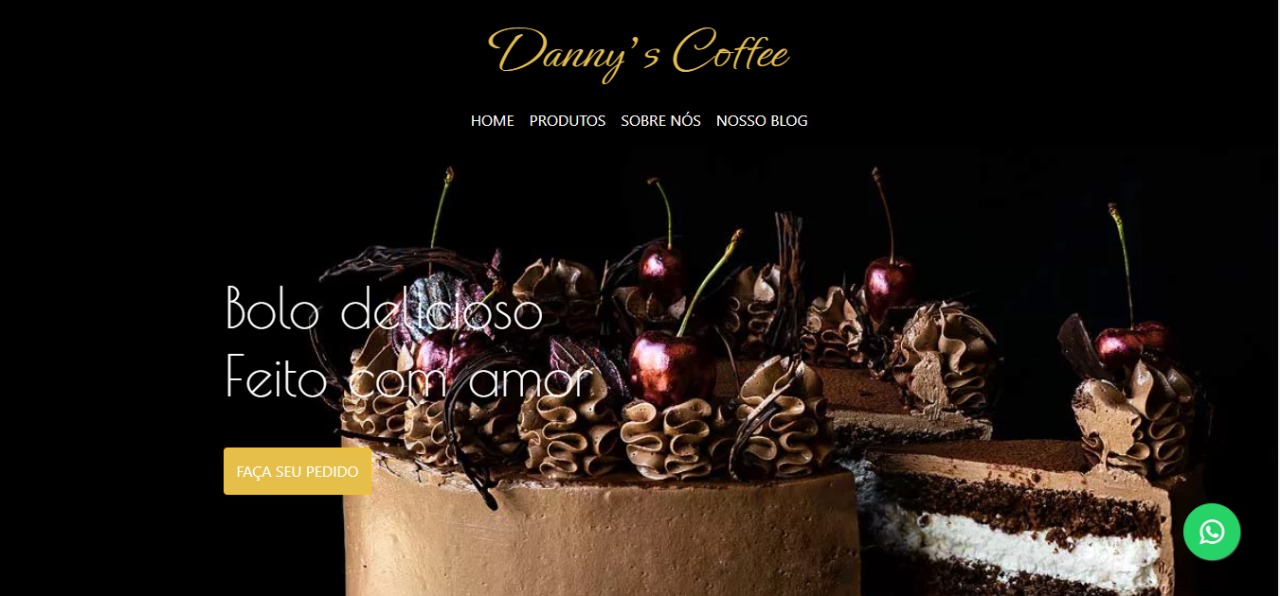 Danny's Coffee
HOME PRODUTOS SOBRE NÓS NOSSO BLOG
Bolo delicioso
Feito com amor
FAÇA SEU PEDIDO